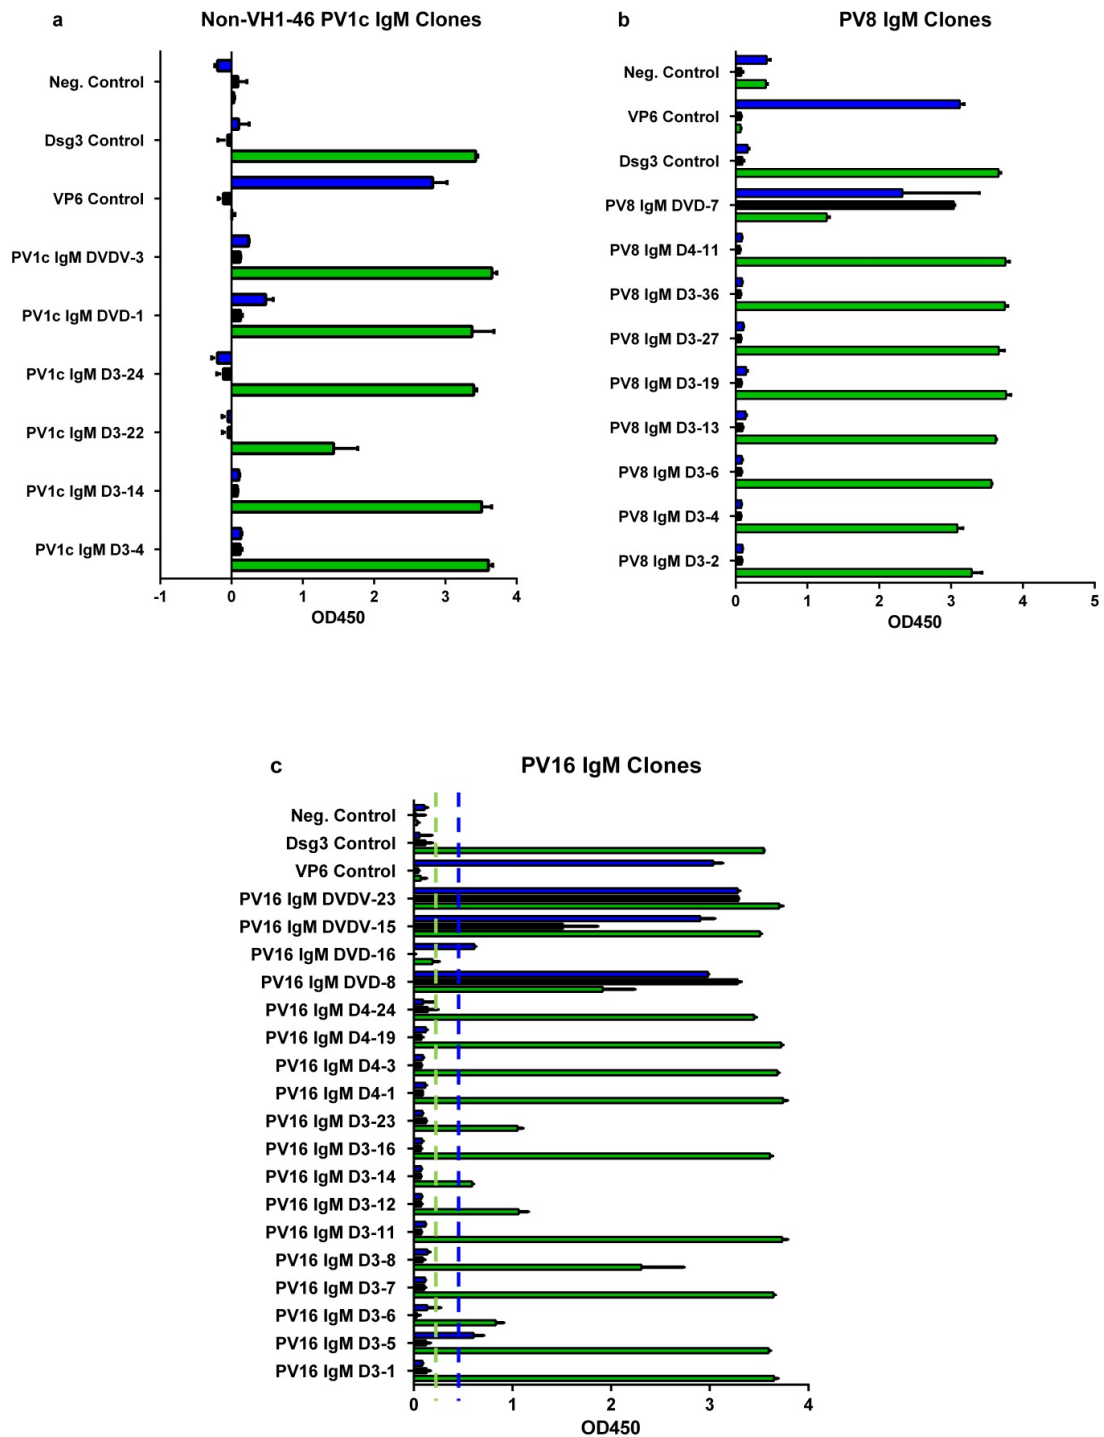 a
Non-VH1-46 PV1c IgM Clones
Neg. Control
Dsg3 Control
VP6 Control
PV1c IgM DVDV-3
PV1c IgM DVD-1
PV1c IgM D3-24
PV1c IgM D3-22
PV1c IgM D3-14
PV1c IgM D3-4
-1 0 1 2 3 4
OD450
b
PV8 IgM Clones
Neg. Control
VP6 Control
Dsg3 Control
PV8 IgM DVD-7
PV8 IgM D4-11
PV8 IgM D3-36
PV8 IgM D3-27
PV8 IgM D3-19
PV8 IgM D3-13
PV8 IgM D3-6
PV8 IgM D3-4
PV8 IgM D3-2
0 1 2 3 4 5
OD450
c
PV16 IgM Clones
Neg. Control
Dsg3 Control
VP6 Control
PV16 IgM DVDV-23
PV16 IgM DVDV-15
PV16 IgM DVD-16
PV16 IgM DVD-8
PV16 IgM D4-24
PV16 IgM D4-19
PV16 IgM D4-3
PV16 IgM D4-1
PV16 IgM D3-23
PV16 IgM D3-16
PV16 IgM D3-14
PV16 IgM D3-12
PV16 IgM D3-11
PV16 IgM D3-8
PV16 IgM D3-7
PV16 IgM D3-6
PV16 IgM D3-5
PV16 IgM D3-1
0 1 2 3 4
OD450